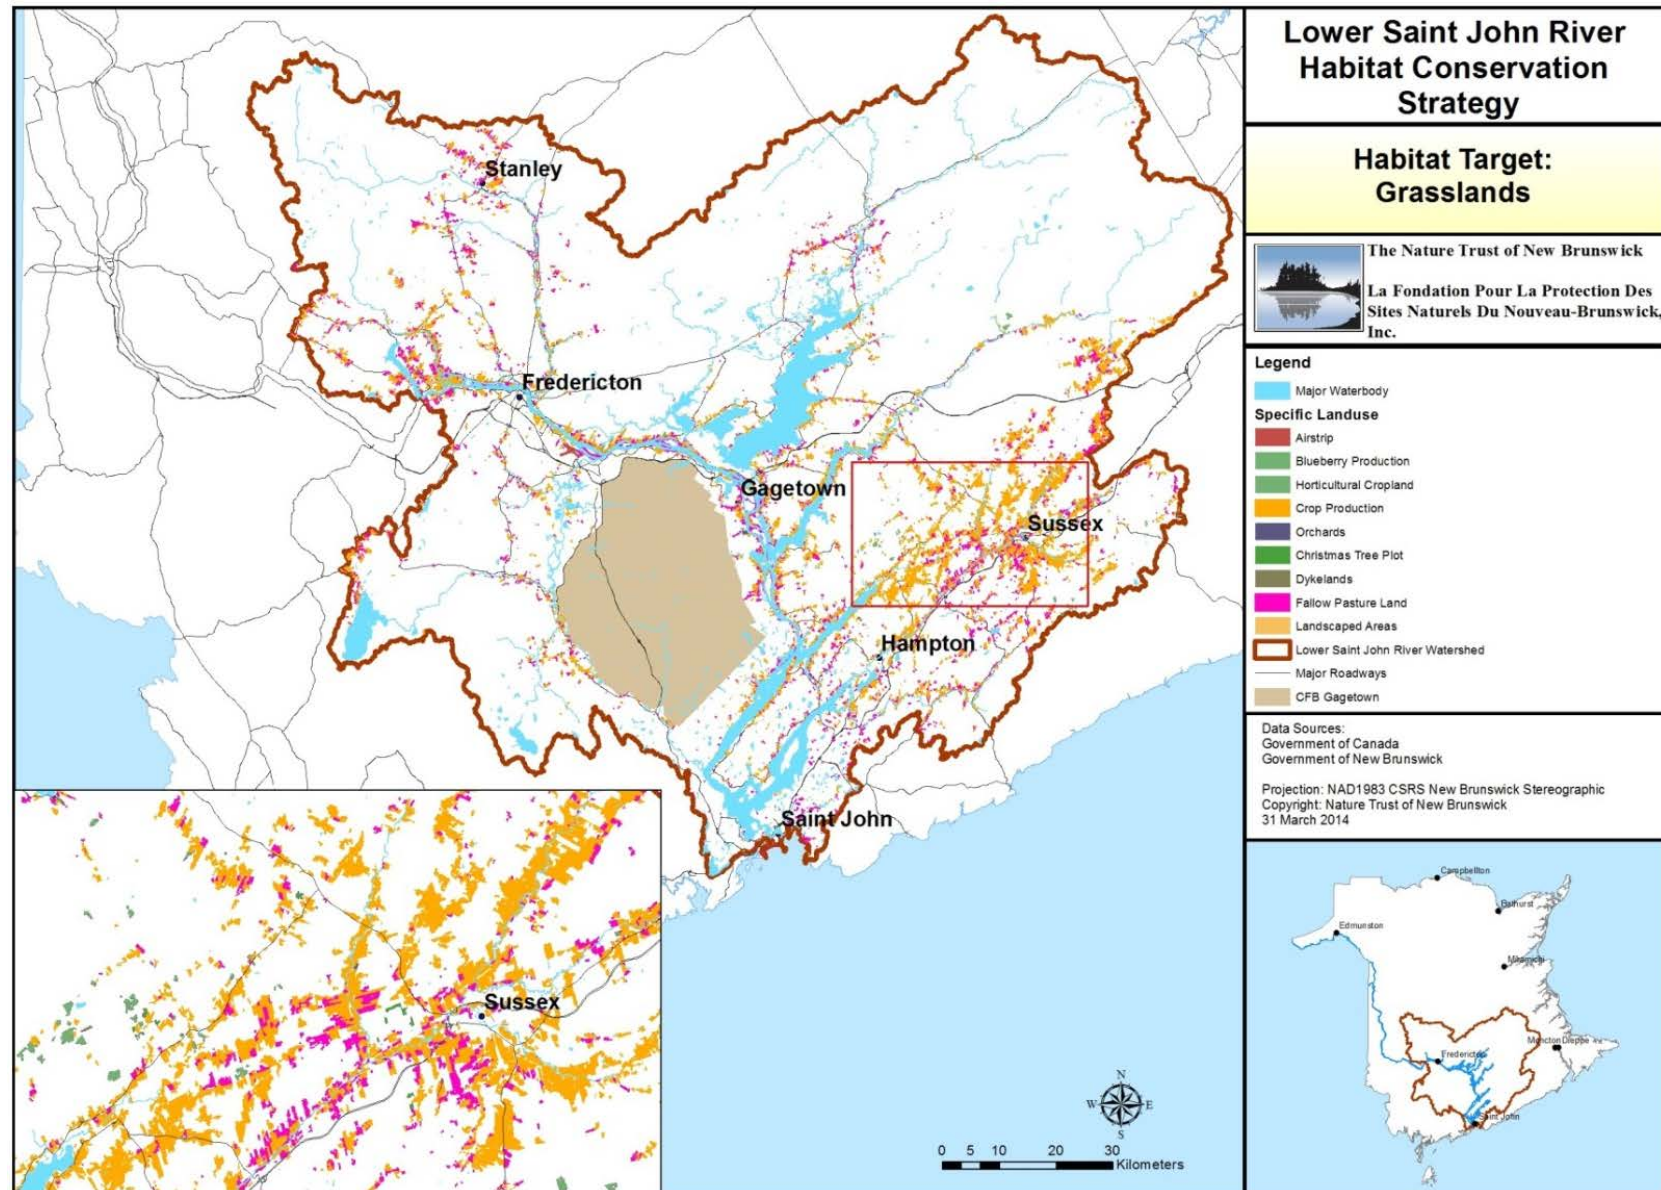 Lower Saint John River
Habitat Conservation
Strategy
Habitat Target:
Grasslands
The Nature Trust of New Brunswick
La Fondation Pour La Protection Des
Sites Naturels Du Nouveau-Brunswick,
Inc.
Legend
Major Waterbody
Specific Landuse
Airstrip
Blueberry Production
Horticultural Cropland
Crop Production
Orchards
Christmas Tree Plot
Dykelands
Fallow Pasture Land
Landscaped Areas
Lower Saint John River Watershed
Major Roadways
CFB Gagetown
Data Sources:
Government of Canada
Government of New Brunswick
Projection: NAD1983 CSRS New Brunswick Stereographic
Copyright: Nature Trust of New Brunswick
31 March 2014
Stanley
Fredericton
Gagetown
Sussex
Hampton
Saint John
Sussex
N
W E
S
0 5 10 20 30
Kilometers
Campbellton
Bathurst
Edmunston
Miramichi
Moncton Dieppe
Fredericton
Saint John